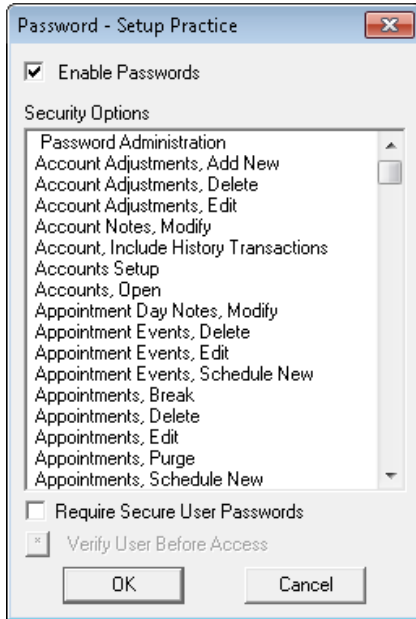 Password - Setup Practice
Enable Passwords
Security Options
Password Administration
Account Adjustments, Add New
Account Adjustments, Delete
Account Adjustments, Edit
Account Notes, Modify
Account, Include History Transactions
Accounts Setup
Accounts, Open
Appointment Day Notes, Modify
Appointment Events, Delete
Appointment Events, Edit
Appointment Events, Schedule New
Appointments, Break
Appointments, Delete
Appointments, Edit
Appointments, Purge
Appointments, Schedule New
Require Secure User Passwords
Verify User Before Access
OK Cancel